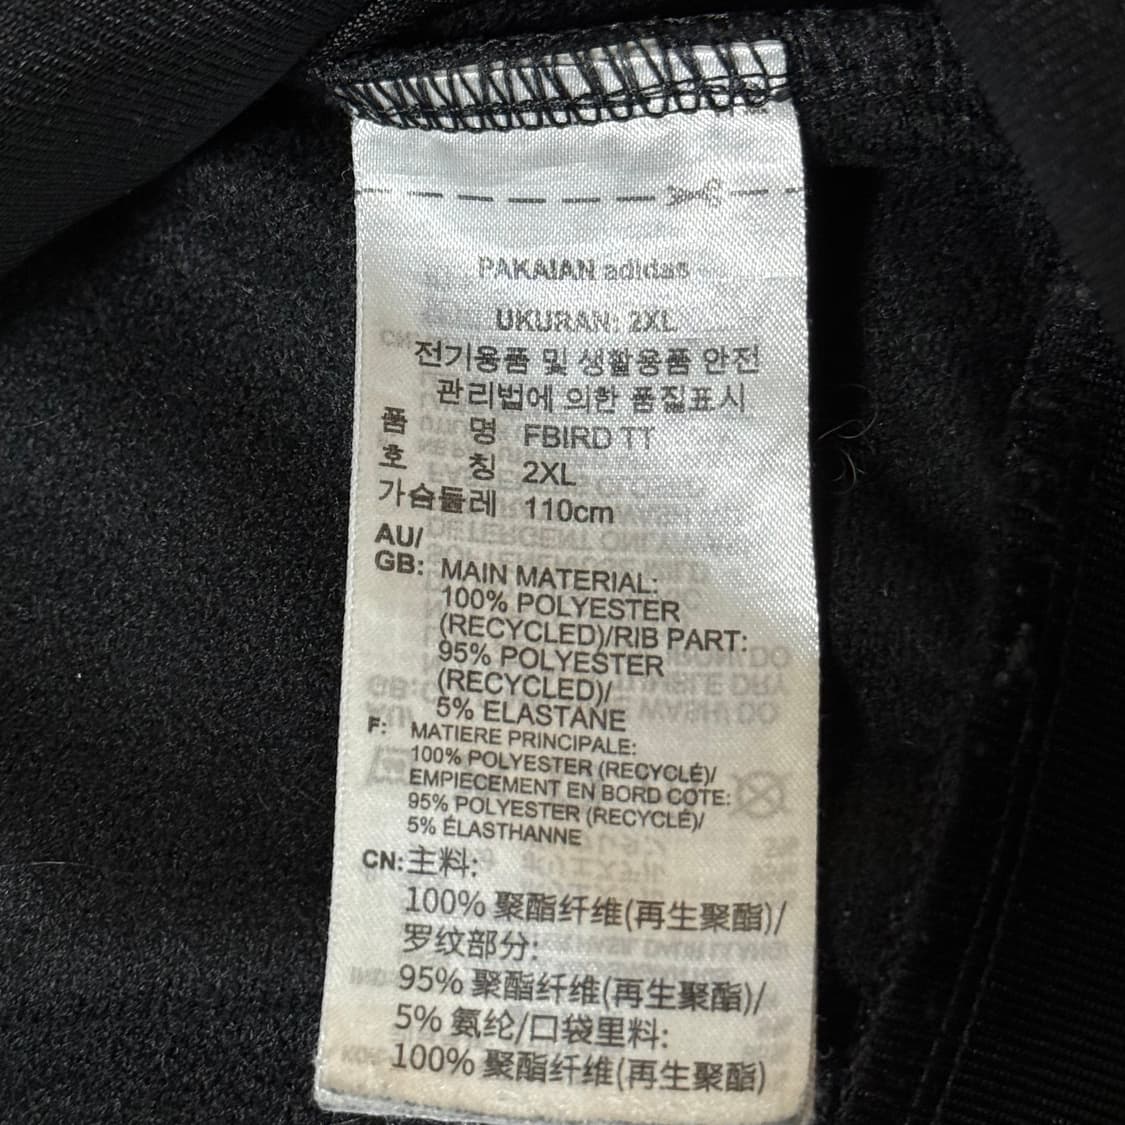 PAKAIAN adidas
UKURAN: 2XL
전기용품 및 생활용품 안전
관리법에 의한 품질표시
품 명 FBIRD TT
호 칭 2XL
가슴둘레 110cm
AU/
GB: MAIN MATERIAL:
100% POLYESTER
(RECYCLED)/RIB PART:
95% POLYESTER
(RECYCLED)/
5% ELASTANE
F: MATIERE PRINCIPALE:
100% POLYESTER (RECYCLÉ)/
EMPIECEMENT EN BORD COTE:
95% POLYESTER (RECYCLÉ)/
5% ÉLASTHANNE
CN:主料:
100% 聚酯纤维(再生聚酯)/
罗纹部分:
95% 聚酯纤维(再生聚酯)/
5% 氨纶/口袋里料:
100% 聚酯纤维(再生聚酯)